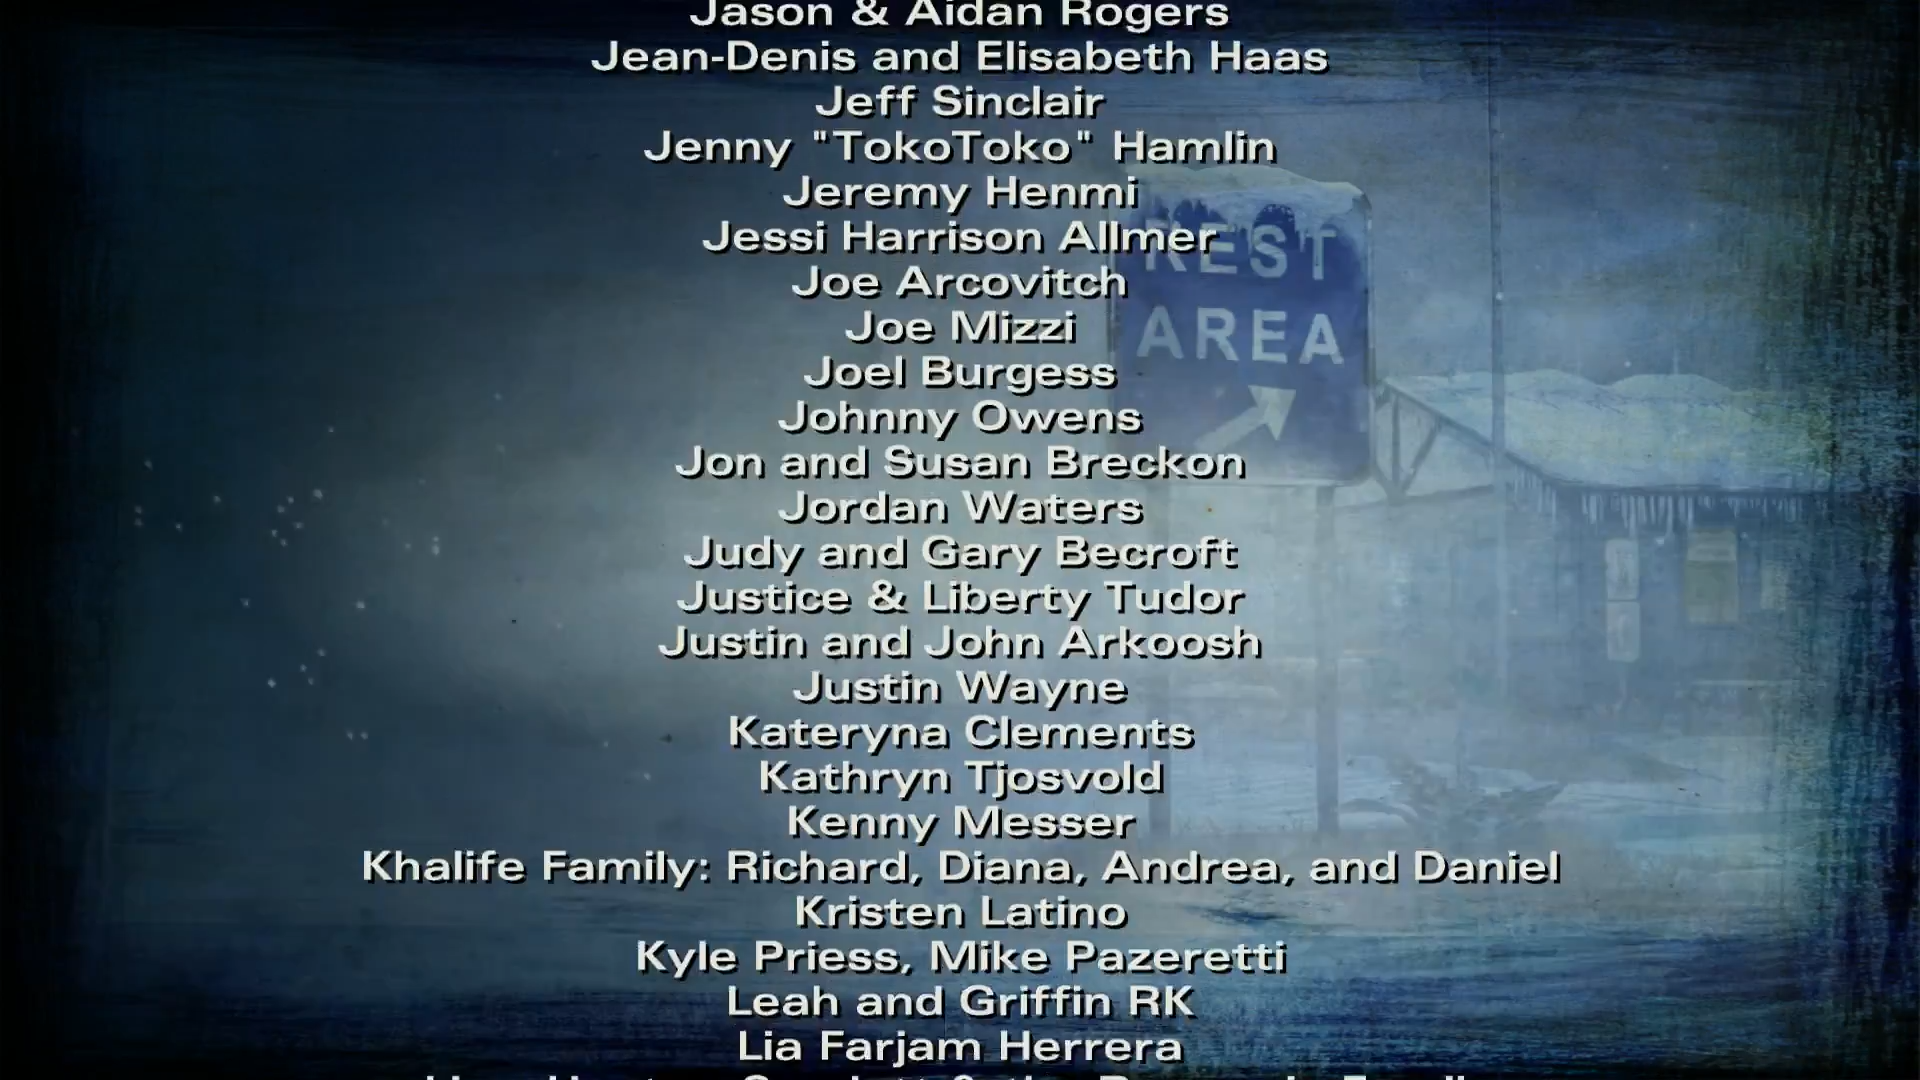 Jason & Aidan Rogers
Jean-Denis and Elisabeth Haas
Jeff Sinclair
Jenny "TokoToko" Hamlin
Jeremy Henmi
Jessi Harrison Allmer
REST
Joe Arcovitch
Joe Mizzi
AREA
Joel Burgess
Johnny Owens
Jon and Susan Breckon
Jordan Waters
Judy and Gary Becroft
Justice & Liberty Tudor
Justin and John Arkoosh
Justin Wayne
Kateryna Clements
Kathryn Tjosvold
Kenny Messer
Khalife Family: Richard, Diana, Andrea, and Daniel
Kristen Latino
Kyle Priess, Mike Pazeretti
Leah and Griffin RK
Lia Farjam Herrera